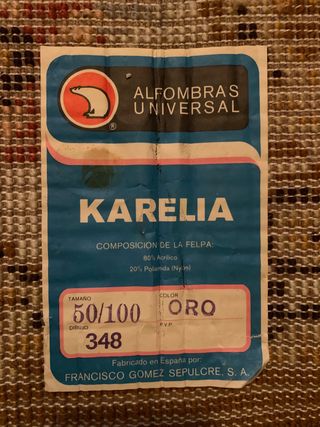 ALFOMBRAS
UNIVERSAL
®
KARELIA
COMPOSICION DE LA FELPA:
80% Acrílico
20% Poliamida (Nylon)
TAMAÑO
50/100
COLOR
ORO
DIBUJO
348
P.V.P.
Fabricado en España por:
FRANCISCO GOMEZ SEPULCRE, S. A.